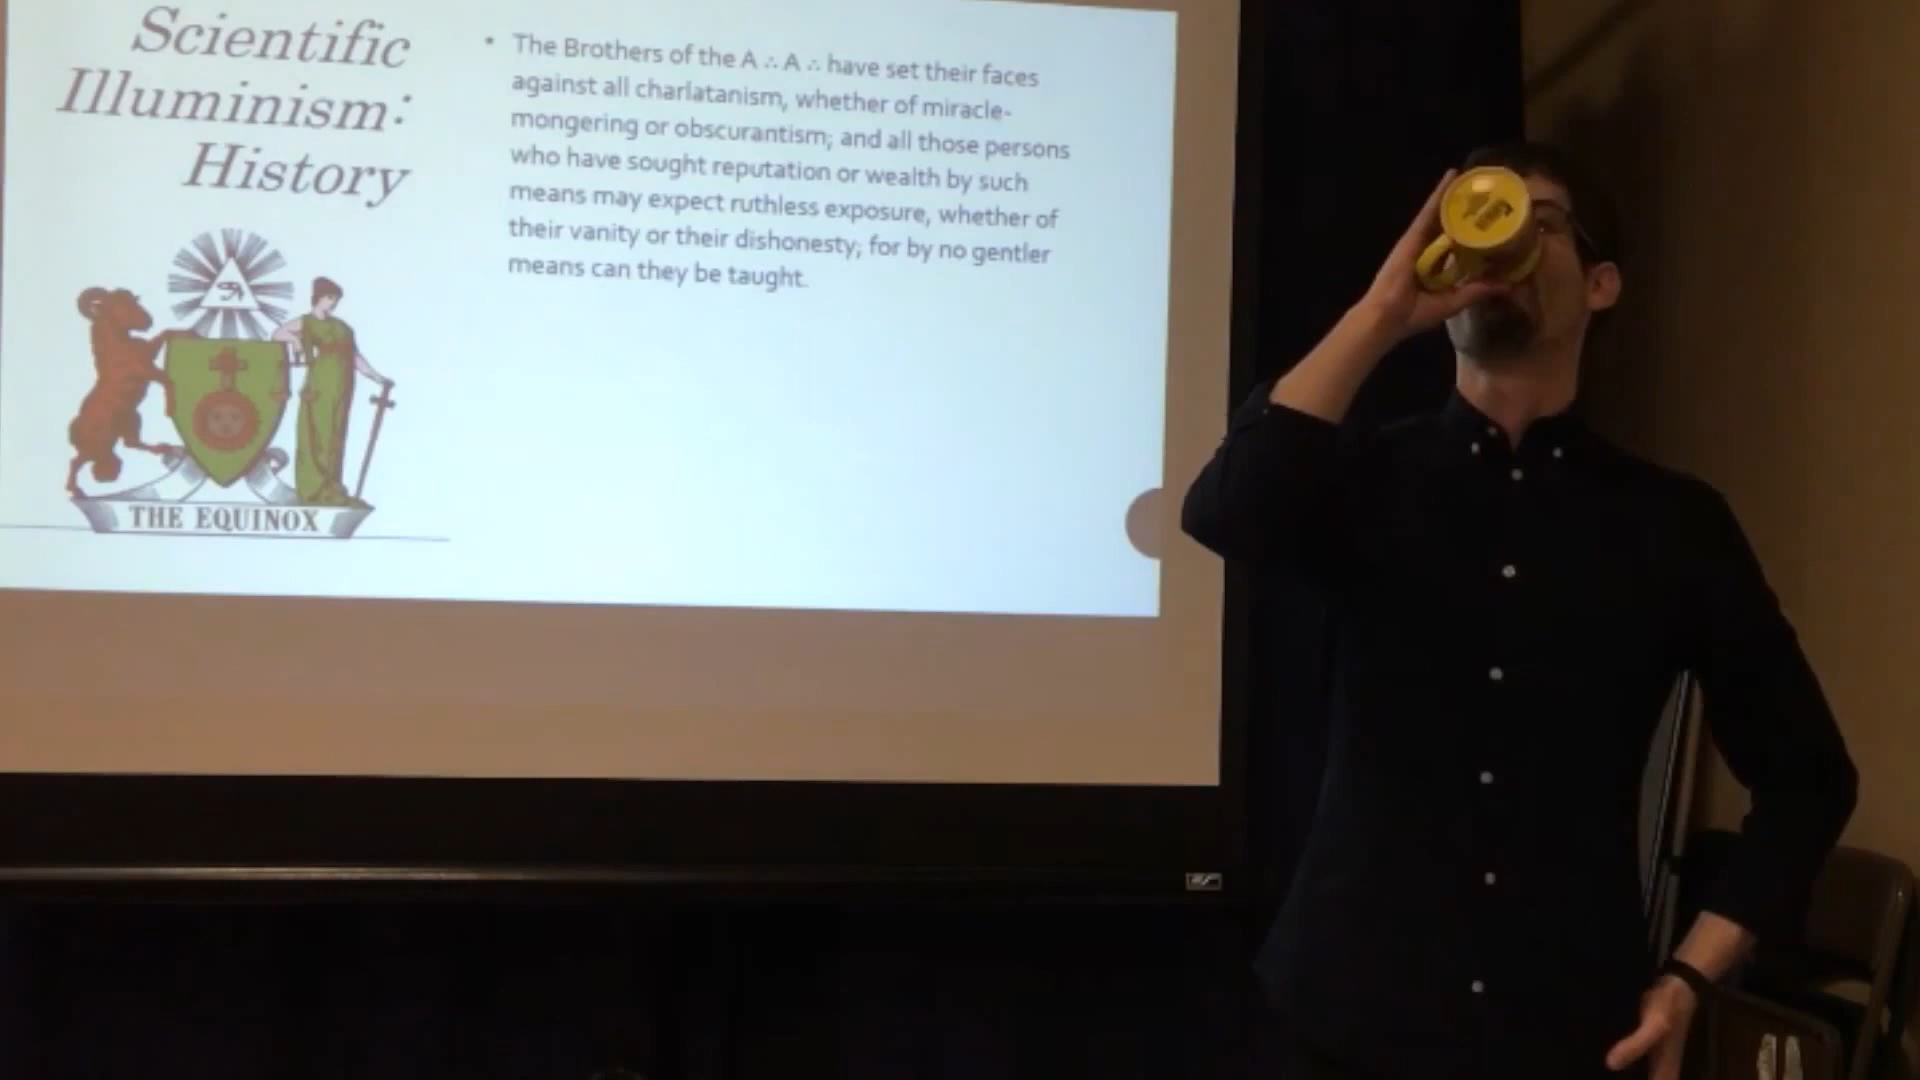 Scientific
Illuminism:
History
• The Brothers of the A ∴ A ∴ have set their faces
against all charlatanism, whether of miracle-
mongering or obscurantism; and all those persons
who have sought reputation or wealth by such
means may expect ruthless exposure, whether of
their vanity or their dishonesty; for by no gentler
means can they be taught.
THE EQUINOX